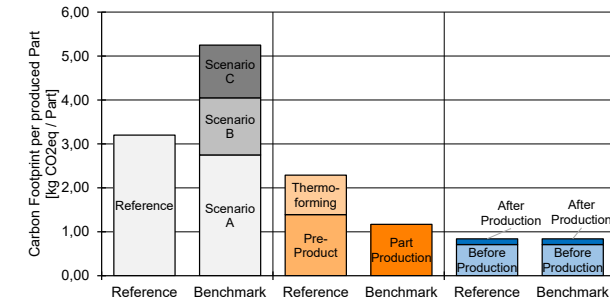 Carbon Footprint per produced Part
[kg CO2eq / Part]
6,00
5,00
4,00
3,00
2,00
1,00
0,00
Reference
Scenario
C
Scenario
B
Scenario
A
Thermo-
forming
Pre-
Product
Part
Production
After
Production
Before
Production
After
Production
Before
Production
Reference Benchmark Reference Benchmark Reference Benchmark